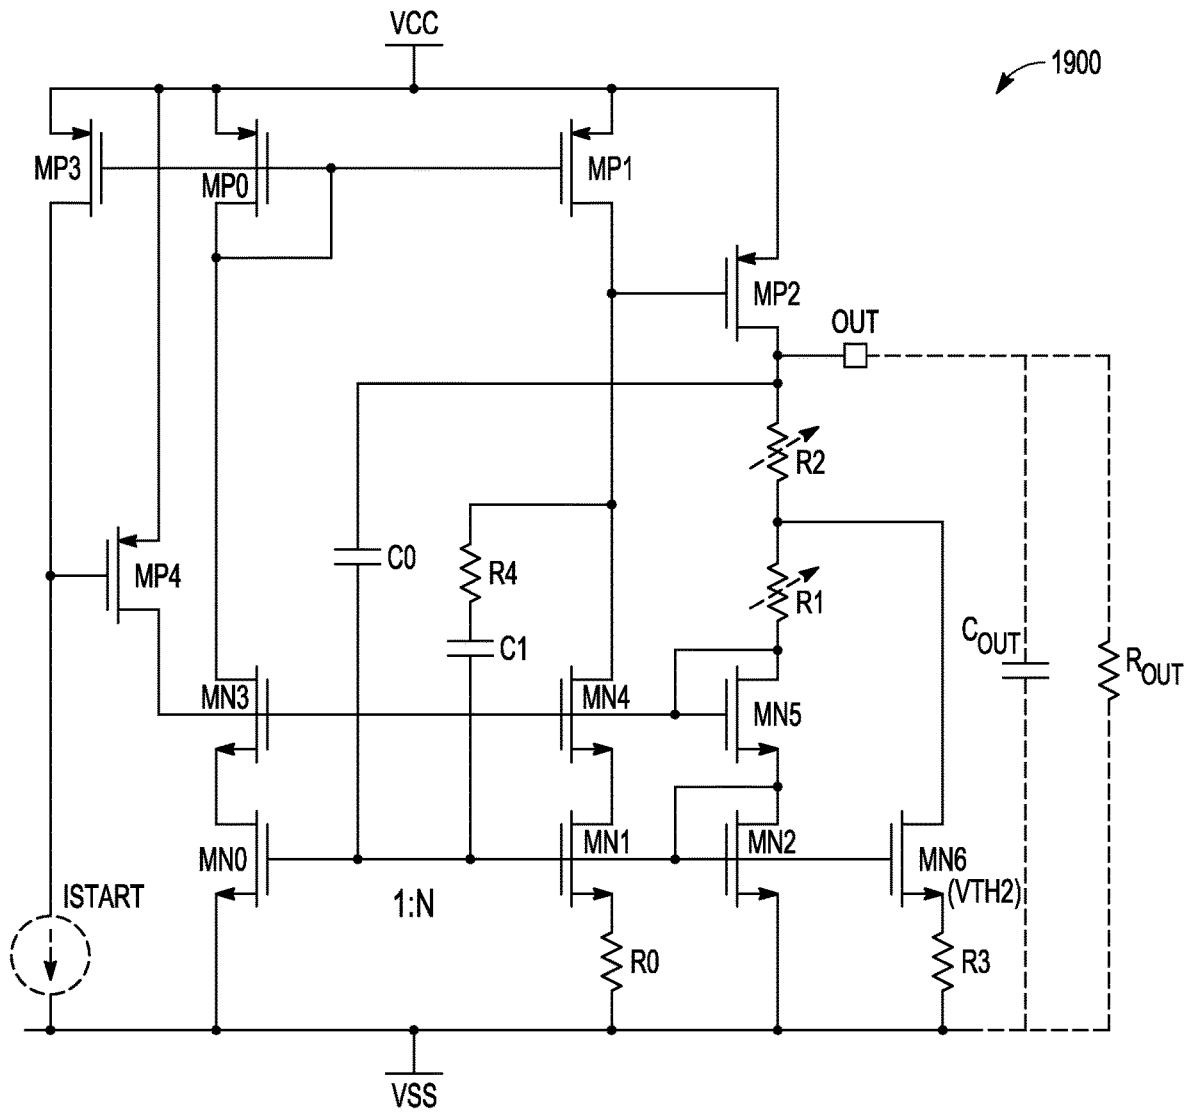 VCC
1900
MP3
MP0
MP1
MP2
OUT
R2
C0
R4
MP4
R1
C1
COUT
ROUT
MN3
MN4
MN5
MN0
MN1
MN2
MN6
(VTH2)
ISTART
1:N
R0
R3
VSS